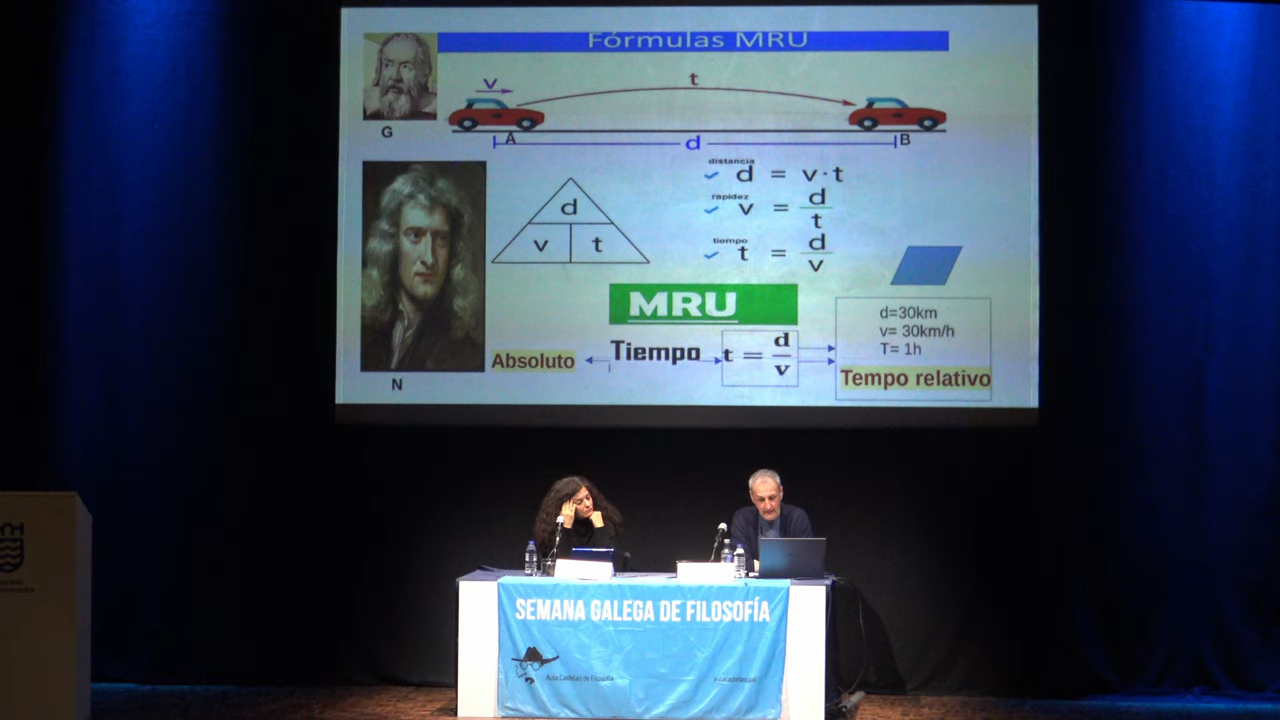 Fórmulas MRU
v
t
G
A
B
d
distancia
d = v·t
rapidez
v = d
t
tiempo
t = d
v
d
v t
MRU
d=30km
v= 30km/h
T= 1h
Absoluto
Tiempo
t = d
v
Tempo relativo
N
SEMANA GALEGA DE FILOSOFÍA
Aula Castelao de Filosofía